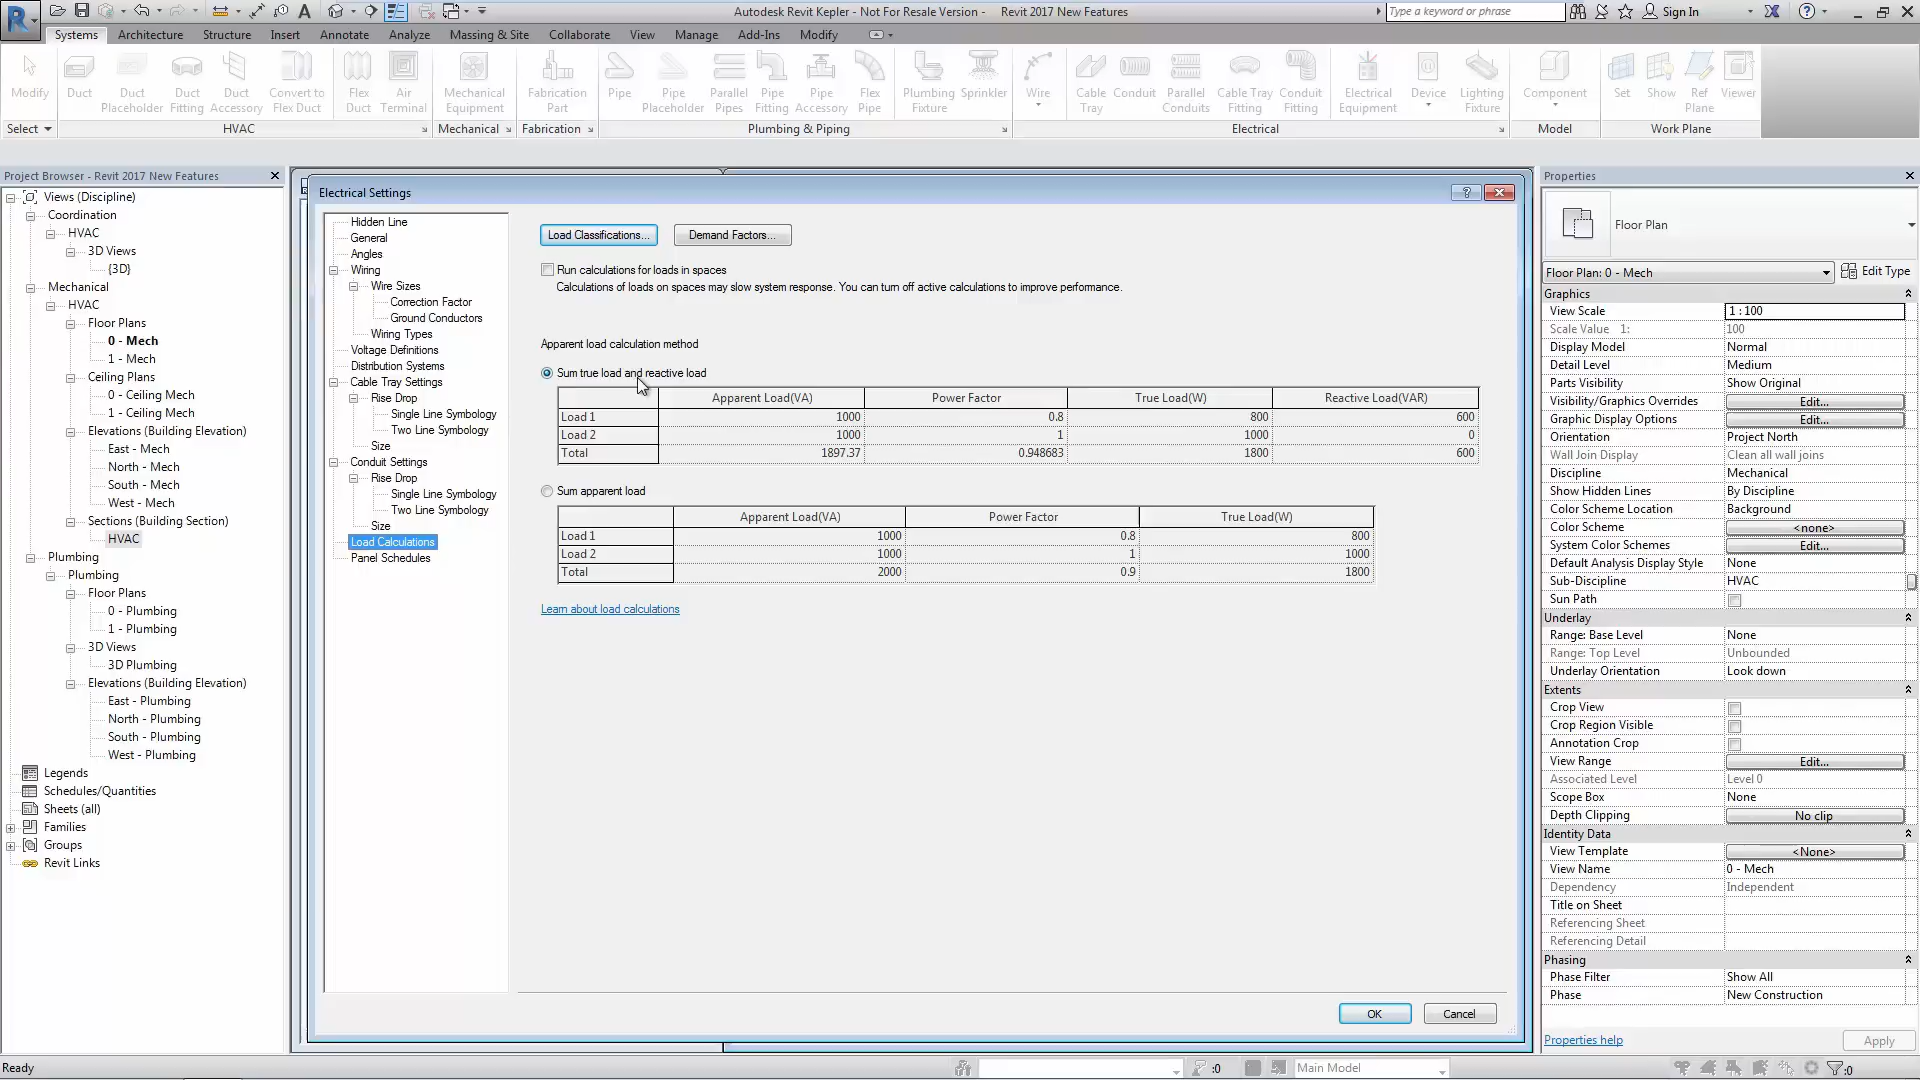 Autodesk Revit Kepler - Not For Resale Version - Revit 2017 New Features
Type a keyword or phrase
Sign In
Systems Architecture Structure Insert Annotate Analyze Massing & Site Collaborate View Manage Add-Ins Modify
Modify
Duct
Duct Placeholder
Duct Fitting
Duct Accessory
Convert to Flex Duct
Flex Duct
Air Terminal
Mechanical Equipment
Fabrication Part
Pipe
Pipe Placeholder
Parallel Pipes
Pipe Fitting
Pipe Accessory
Flex Pipe
Plumbing Fixture
Sprinkler
Wire
Cable Tray
Conduit
Parallel Conduits
Cable Tray Fitting
Conduit Fitting
Electrical Equipment
Device
Lighting Fixture
Component
Set
Show
Ref Plane
Viewer
Select HVAC Mechanical Fabrication Plumbing & Piping Electrical Model Work Plane
Project Browser - Revit 2017 New Features
Views (Discipline)
Coordination
HVAC
3D Views
{3D}
Mechanical
HVAC
Floor Plans
0 - Mech
1 - Mech
Ceiling Plans
0 - Ceiling Mech
1 - Ceiling Mech
Elevations (Building Elevation)
East - Mech
North - Mech
South - Mech
West - Mech
Sections (Building Section)
HVAC
Plumbing
Plumbing
Floor Plans
0 - Plumbing
1 - Plumbing
3D Views
3D Plumbing
Elevations (Building Elevation)
East - Plumbing
North - Plumbing
South - Plumbing
West - Plumbing
Legends
Schedules/Quantities
Sheets (all)
Families
Groups
Revit Links
Electrical Settings
Hidden Line
General
Angles
Wiring
Wire Sizes
Correction Factor
Ground Conductors
Wiring Types
Voltage Definitions
Distribution Systems
Cable Tray Settings
Rise Drop
Single Line Symbology
Two Line Symbology
Size
Conduit Settings
Rise Drop
Single Line Symbology
Two Line Symbology
Size
Load Calculations
Panel Schedules
Load Classifications... Demand Factors...
Run calculations for loads in spaces
Calculations of loads on spaces may slow system response. You can turn off active calculations to improve performance.
Apparent load calculation method
Sum true load and reactive load
Apparent Load(VA) Power Factor True Load(W) Reactive Load(VAR)
Load 1 1000 0.8 800 600
Load 2 1000 1 1000 0
Total 1897.37 0.948683 1800 600
Sum apparent load
Apparent Load(VA) Power Factor True Load(W)
Load 1 1000 0.8 800
Load 2 1000 1 1000
Total 2000 0.9 1800
Learn about load calculations
OK Cancel
Properties
Floor Plan
Floor Plan: 0 - Mech Edit Type
Graphics
View Scale 1 : 100
Scale Value 1: 100
Display Model Normal
Detail Level Medium
Parts Visibility Show Original
Visibility/Graphics Overrides Edit...
Graphic Display Options Edit...
Orientation Project North
Wall Join Display Clean all wall joins
Discipline Mechanical
Show Hidden Lines By Discipline
Color Scheme Location Background
Color Scheme <none>
System Color Schemes Edit...
Default Analysis Display Style None
Sub-Discipline HVAC
Sun Path
Underlay
Range: Base Level None
Range: Top Level Unbounded
Underlay Orientation Look down
Extents
Crop View
Crop Region Visible
Annotation Crop
View Range Edit...
Associated Level Level 0
Scope Box None
Depth Clipping No clip
Identity Data
View Template <None>
View Name 0 - Mech
Dependency Independent
Title on Sheet
Referencing Sheet
Referencing Detail
Phasing
Phase Filter Show All
Phase New Construction
Properties help Apply
Ready :0 Main Model :0